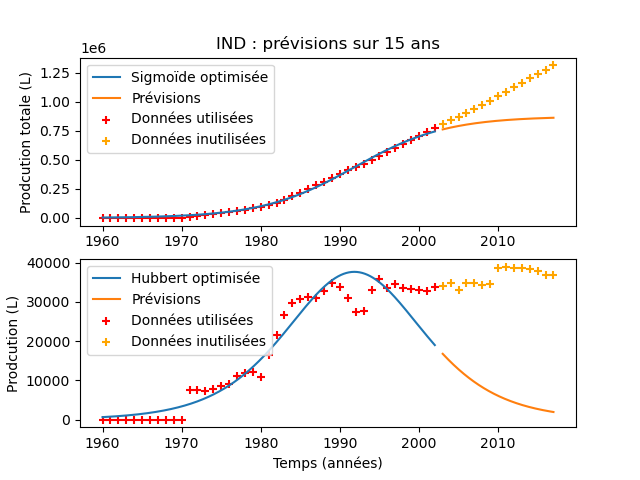 IND : prévisions sur 15 ans
1e6
Prodcution totale (L)
1.25
1.00
0.75
0.50
0.25
0.00
Sigmoïde optimisée
Prévisions
Données utilisées
Données inutilisées
1960 1970 1980 1990 2000 2010
Prodcution (L)
40000
30000
20000
10000
0
Hubbert optimisée
Prévisions
Données utilisées
Données inutilisées
1960 1970 1980 1990 2000 2010
Temps (années)